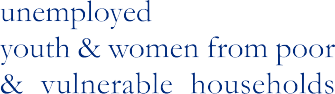 unemployed
youth & women from poor
& vulnerable households